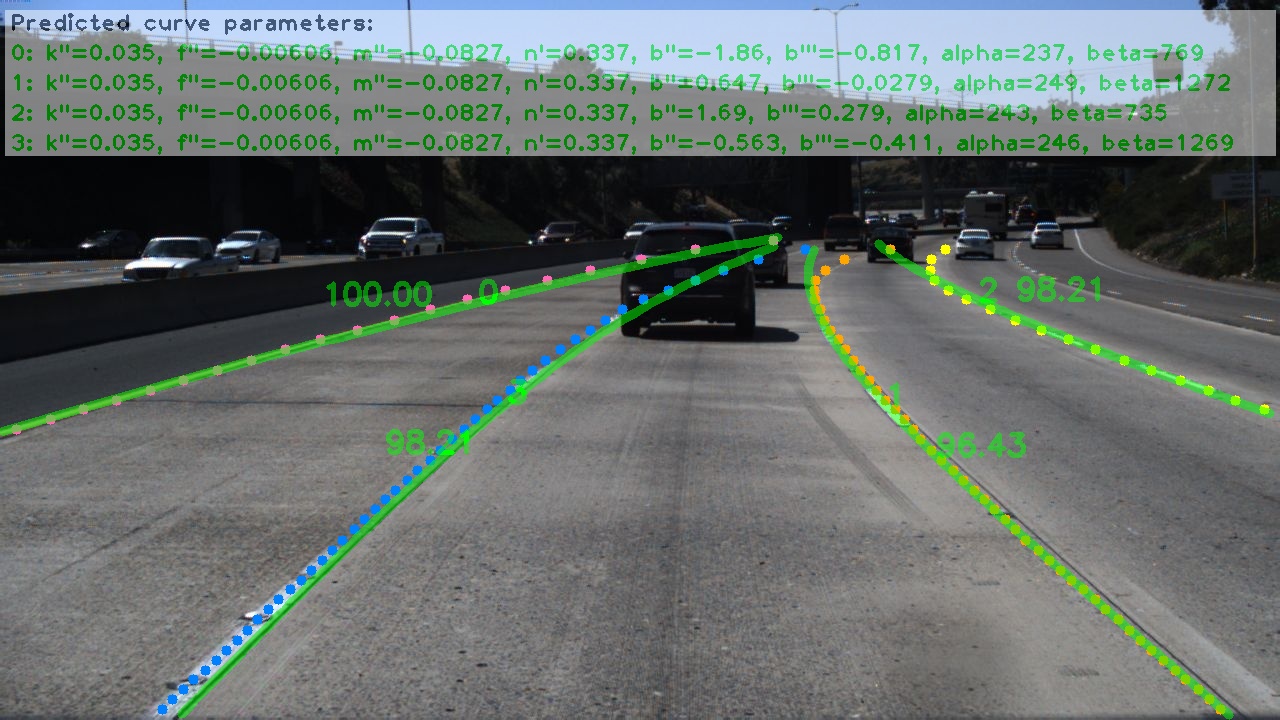 Predicted curve parameters:
0: k''=0.035, f''=-0.00606, m''=-0.0827, n'=0.337, b''=-1.86, b'''=-0.817, alpha=237, beta=769
1: k''=0.035, f''=-0.00606, m''=-0.0827, n'=0.337, b''=0.647, b'''=-0.0279, alpha=249, beta=1272
2: k''=0.035, f''=-0.00606, m''=-0.0827, n'=0.337, b''=1.69, b'''=0.279, alpha=243, beta=735
3: k''=0.035, f''=-0.00606, m''=-0.0827, n'=0.337, b''=-0.563, b'''=-0.411, alpha=246, beta=1269
100.00 0
2 98.21
3
1
98.21
96.43